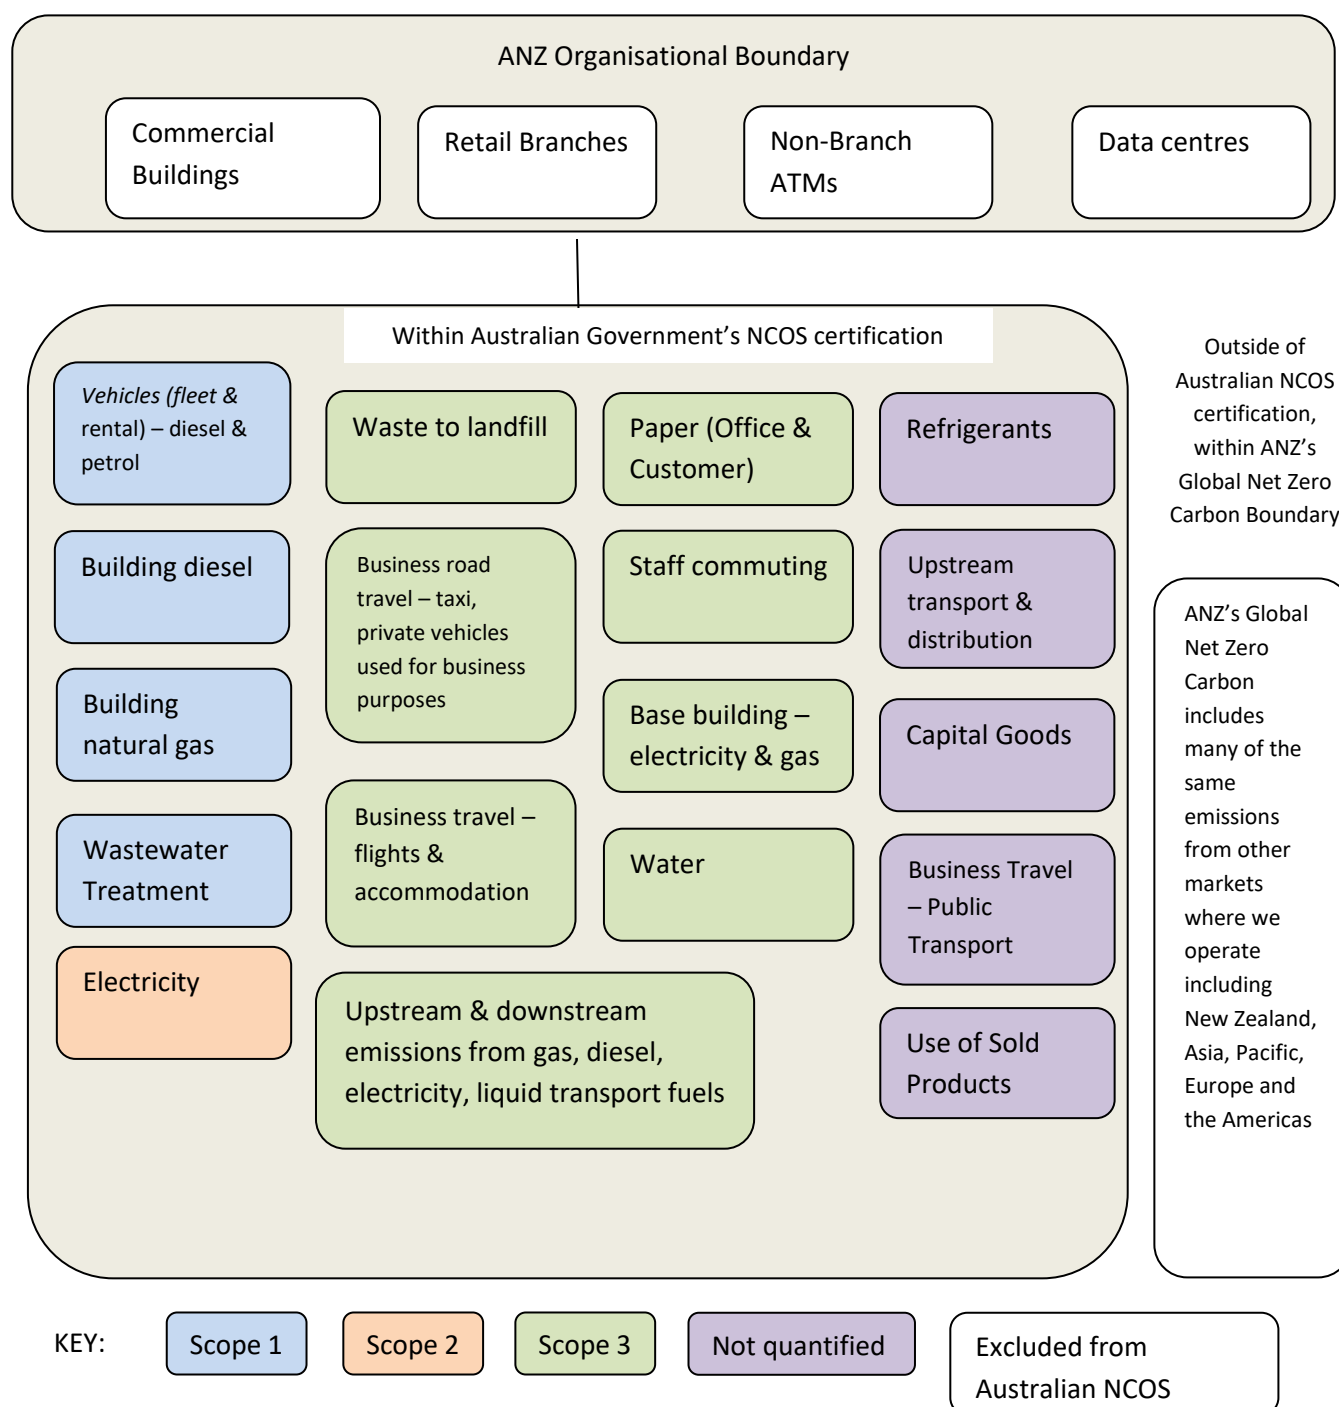 ANZ Organisational Boundary
Commercial
Buildings
Retail Branches
Non-Branch
ATMs
Data centres
Within Australian Government’s NCOS certification
Vehicles (fleet &
rental) – diesel &
petrol
Building diesel
Building
natural gas
Wastewater
Treatment
Electricity
Waste to landfill
Business road
travel – taxi,
private vehicles
used for business
purposes
Business travel –
flights &
accommodation
Upstream & downstream
emissions from gas, diesel,
electricity, liquid transport fuels
Paper (Office &
Customer)
Staff commuting
Base building –
electricity & gas
Water
Refrigerants
Upstream
transport &
distribution
Capital Goods
Business Travel
– Public
Transport
Use of Sold
Products
Outside of
Australian NCOS
certification,
within ANZ’s
Global Net Zero
Carbon Boundary
ANZ’s Global
Net Zero
Carbon
includes
many of the
same
emissions
from other
markets
where we
operate
including
New Zealand,
Asia, Pacific,
Europe and
the Americas
KEY:
Scope 1
Scope 2
Scope 3
Not quantified
Excluded from
Australian NCOS